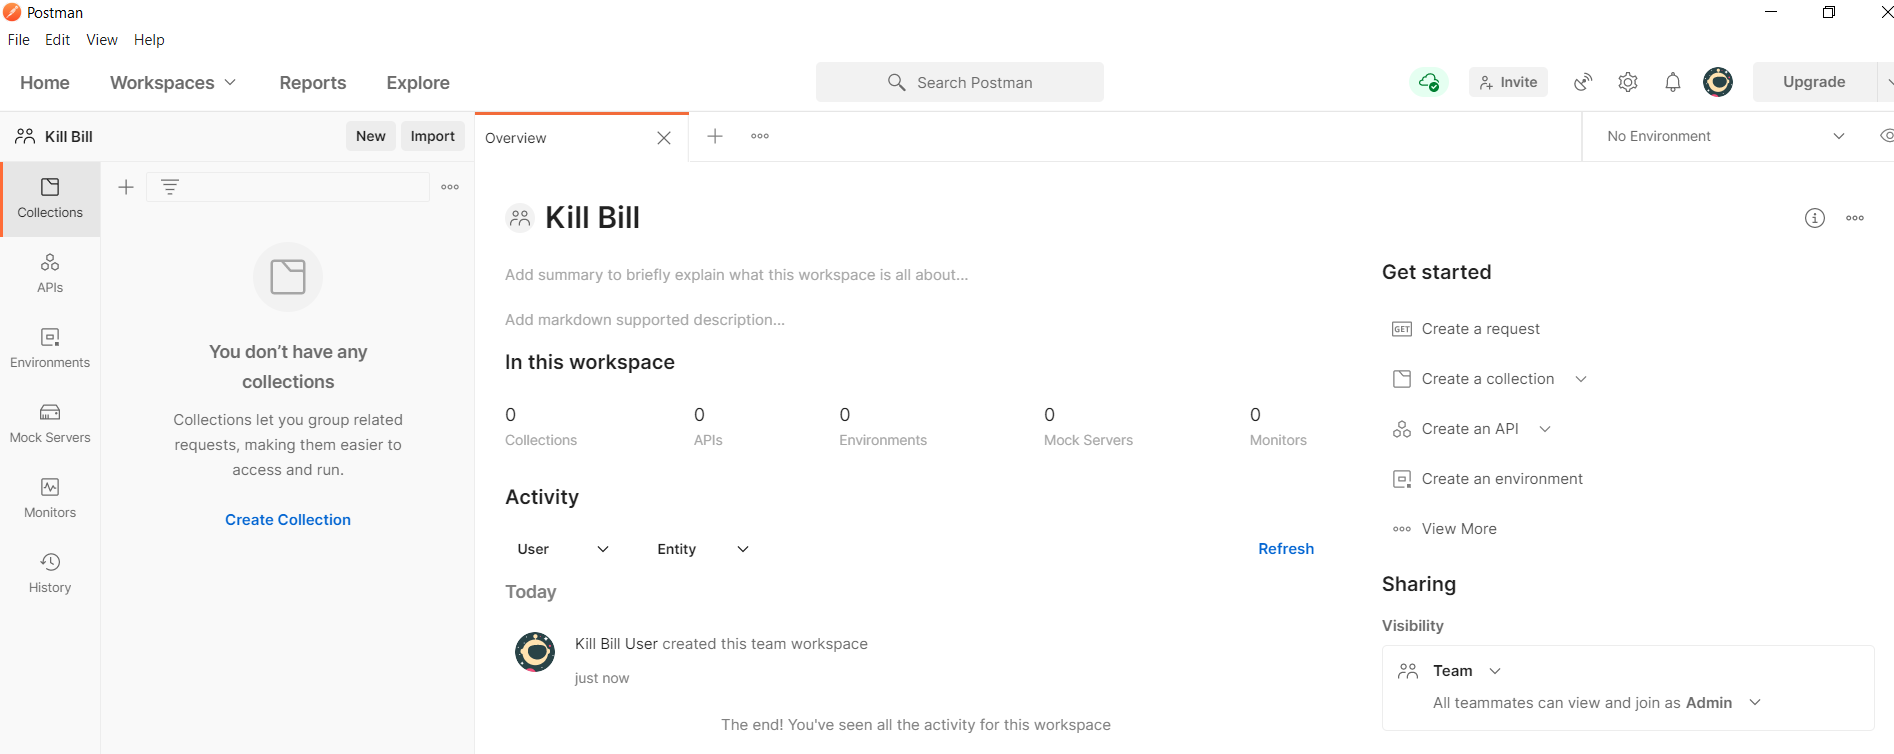 Postman
File Edit View Help
Home Workspaces Reports Explore Search Postman Invite Upgrade
Kill Bill New Import Overview No Environment
Collections
APIs
Environments
Mock Servers
Monitors
History
You don't have any
collections
Collections let you group related
requests, making them easier to
access and run.
Create Collection
Kill Bill
Add summary to briefly explain what this workspace is all about...
Add markdown supported description...
In this workspace
0 0 0 0 0
Collections APIs Environments Mock Servers Monitors
Activity
User Entity Refresh
Today
Kill Bill User created this team workspace
just now
The end! You've seen all the activity for this workspace
Get started
GET Create a request
Create a collection
Create an API
Create an environment
View More
Sharing
Visibility
Team
All teammates can view and join as Admin